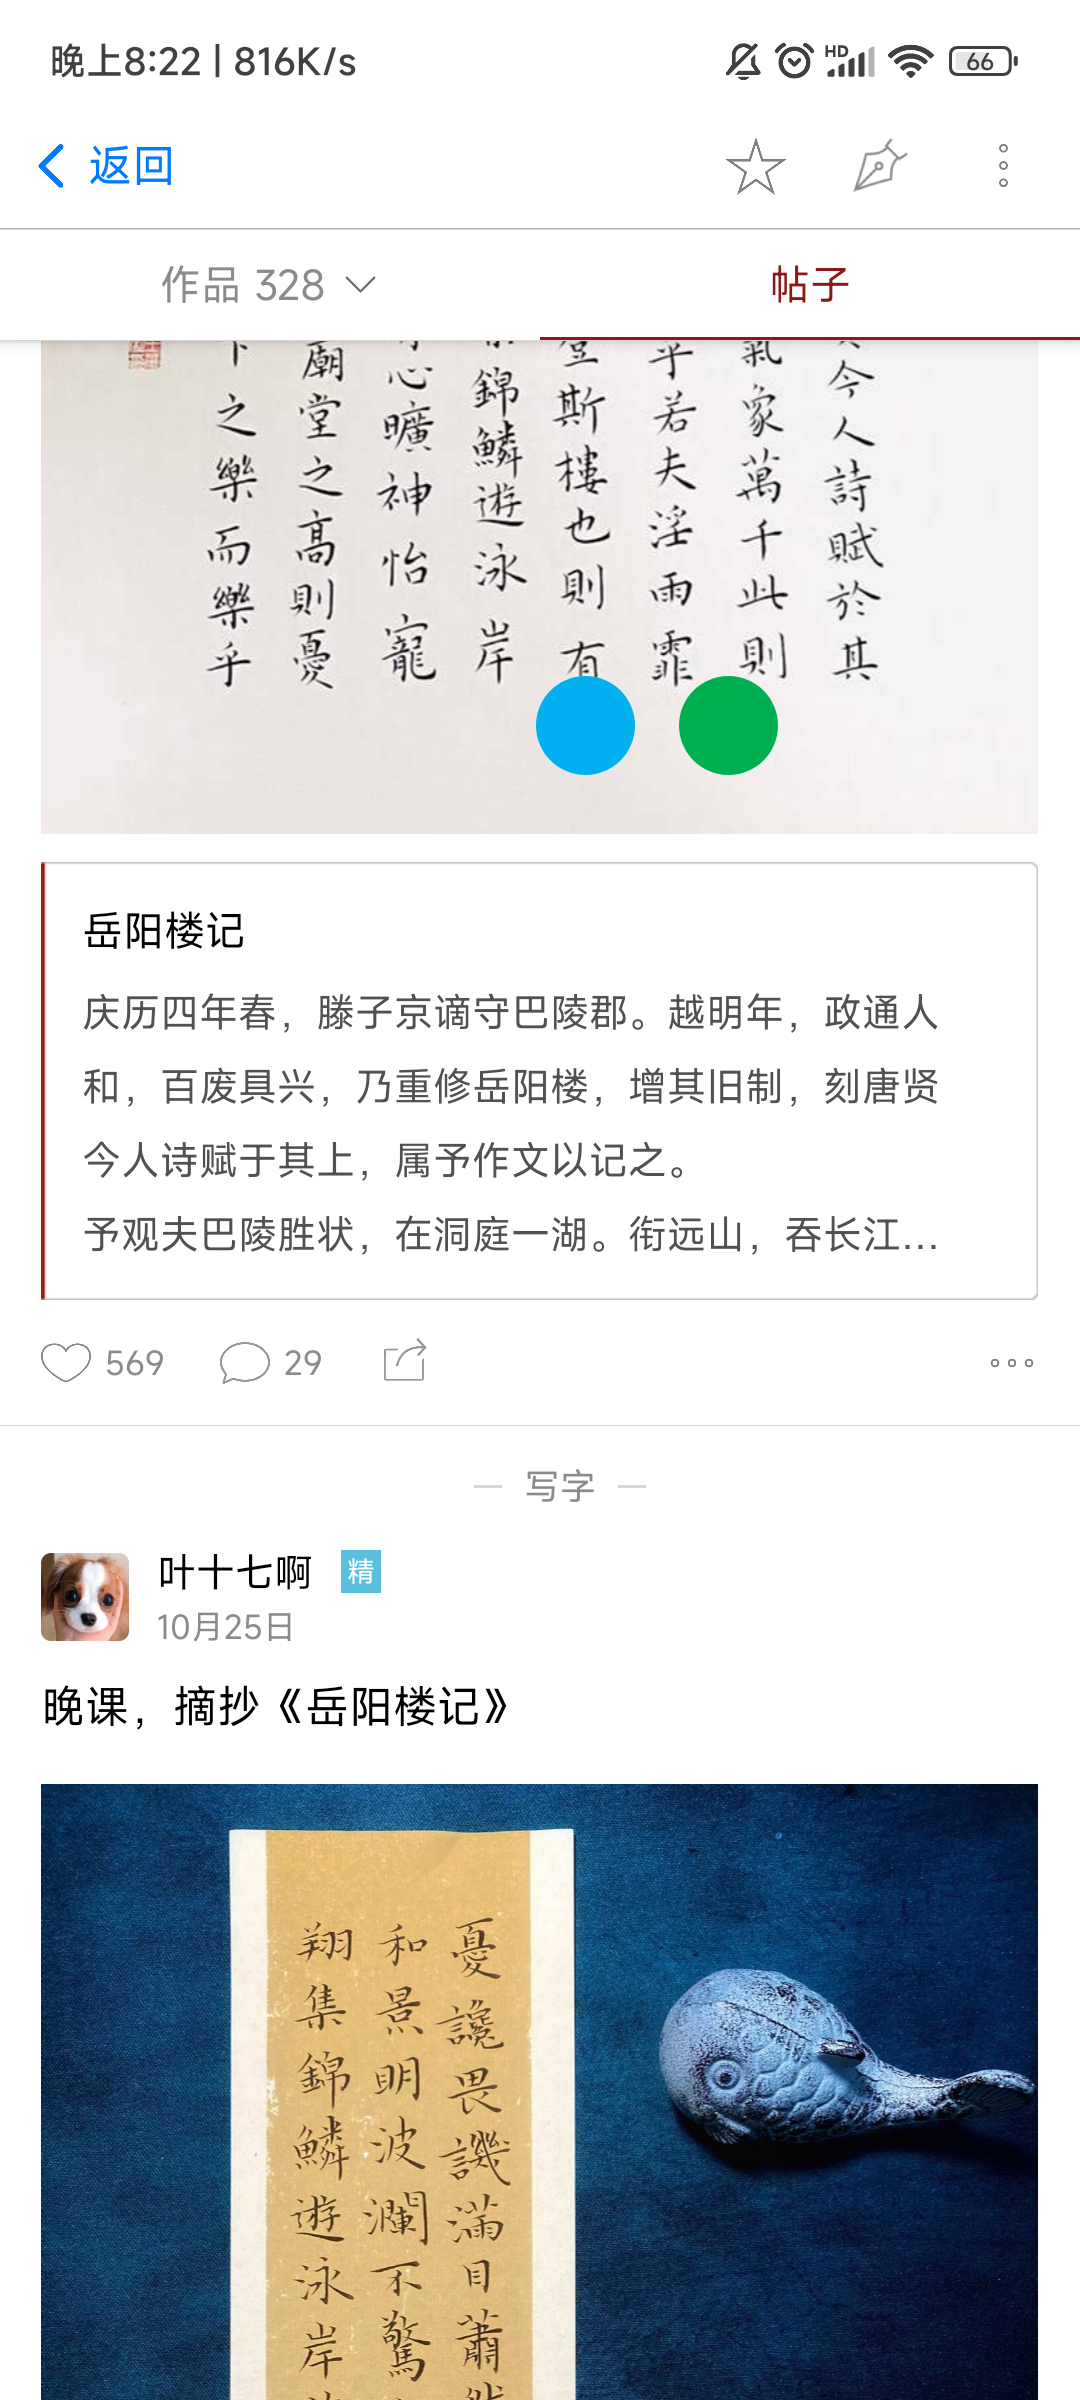 晚上8:22 | 816K/s
HD
66
返回
作品 328
帖子
今人詩賦於其
氣象萬千此則
乎若夫淫雨霏
登斯樓也則有
錦鱗遊泳岸
心曠神怡寵
廟堂之高則憂
下之樂而樂乎
岳阳楼记
庆历四年春，滕子京谪守巴陵郡。越明年，政通人
和，百废具兴，乃重修岳阳楼，增其旧制，刻唐贤
今人诗赋于其上，属予作文以记之。
予观夫巴陵胜状，在洞庭一湖。衔远山，吞长江...
569
29
写字
叶十七啊 精
10月25日
晚课，摘抄《岳阳楼记》
憂讒畏譏滿目蕭然
和景明波瀾不驚
翔集錦鱗遊泳岸